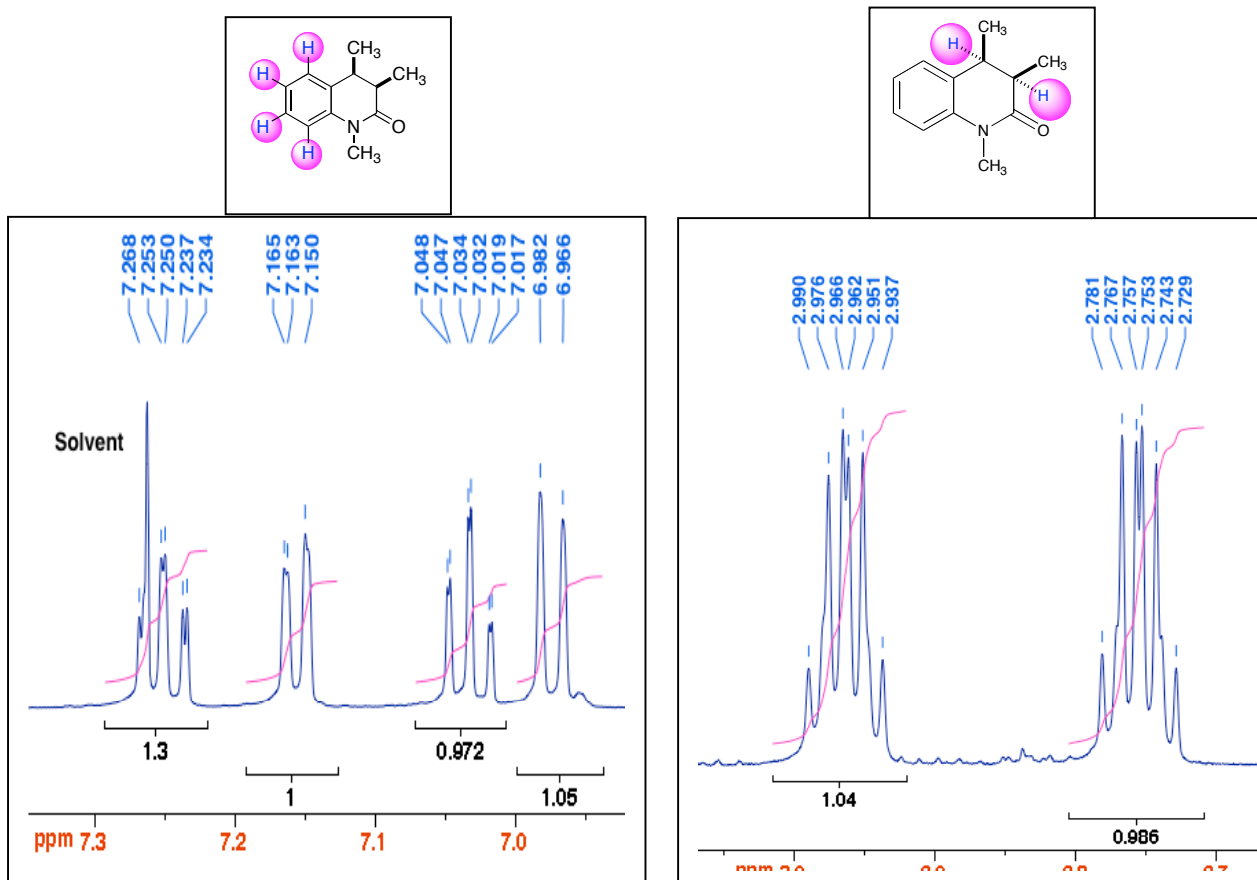 H
CH3
H
CH3
H
N
O
H
CH3
CH3
H
CH3
H
N
O
CH3
7.268
7.253
7.250
7.237
7.234
7.165
7.163
7.150
7.048
7.047
7.034
7.032
7.019
7.017
6.982
6.966
Solvent
1.3
1
0.972
1.05
ppm 7.3 7.2 7.1 7.0
2.990
2.976
2.966
2.962
2.951
2.937
2.781
2.767
2.757
2.753
2.743
2.729
1.04
0.986